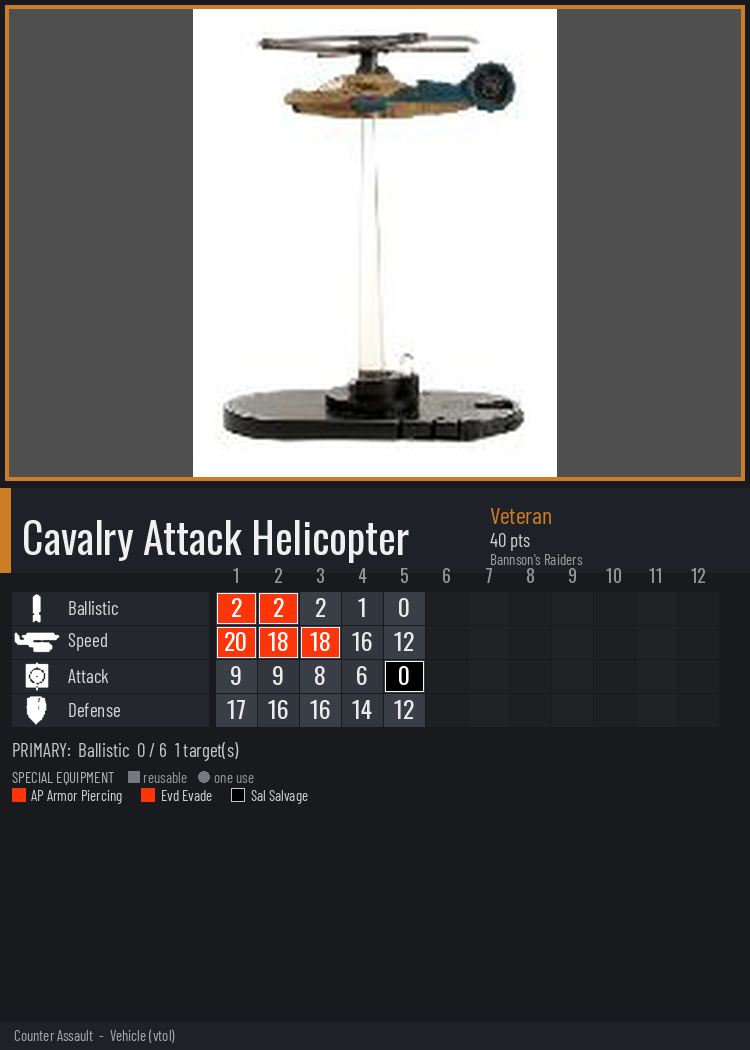 Cavalry Attack Helicopter
Veteran
40 pts
Bannson's Raiders
1 2 3 4 5 6 7 8 9 10 11 12
Ballistic 2 2 2 1 0
Speed 20 18 18 16 12
Attack 9 9 8 6 0
Defense 17 16 16 14 12
PRIMARY: Ballistic 0 / 6 1 target(s)
SPECIAL EQUIPMENT reusable one use
AP Armor Piercing Evd Evade Sal Salvage
Counter Assault - Vehicle (vtol)